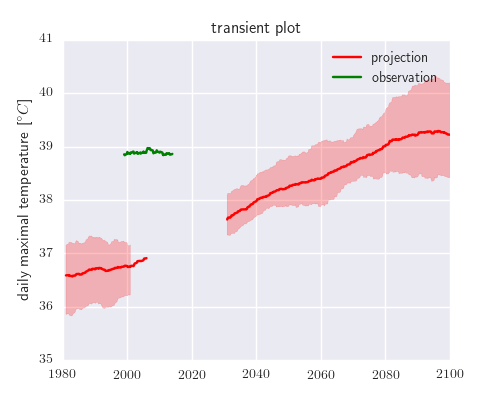 transient plot
projection
observation
daily maximal temperature [°C]
41
40
39
38
37
36
35
1980 2000 2020 2040 2060 2080 2100